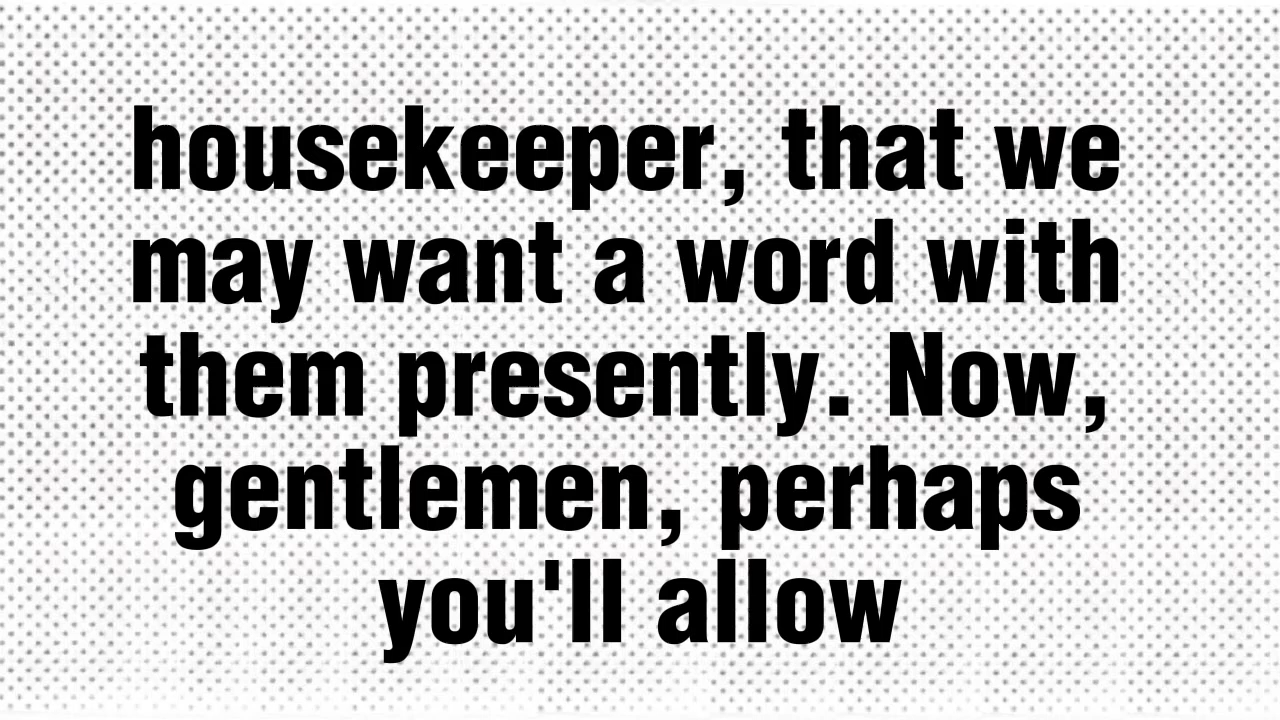 housekeeper, that we
may want a word with
them presently. Now,
gentlemen, perhaps
you'll allow